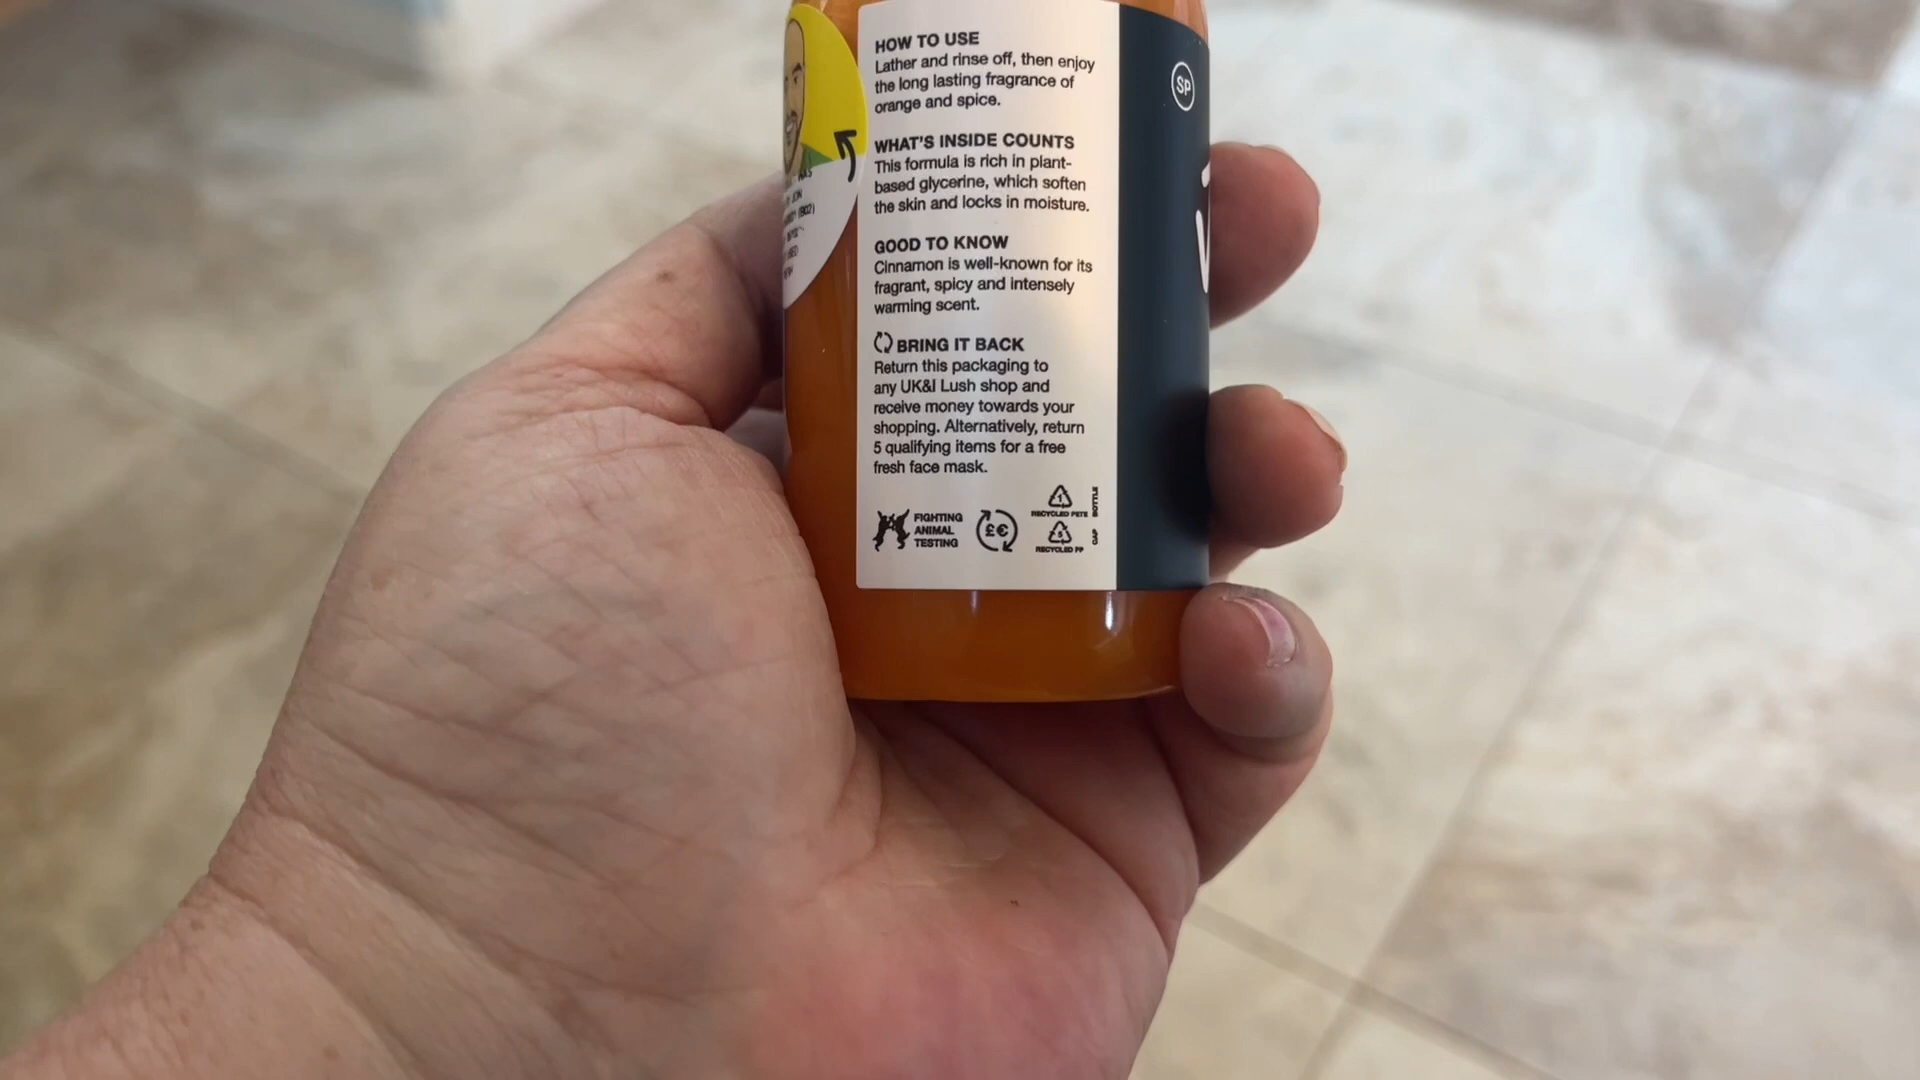 HOW TO USE
Lather and rinse off, then enjoy
the long lasting fragrance of
orange and spice.
WHAT'S INSIDE COUNTS
This formula is rich in plant-
based glycerine, which soften
the skin and locks in moisture.
GOOD TO KNOW
Cinnamon is well-known for its
fragrant, spicy and intensely
warming scent.
BRING IT BACK
Return this packaging to
any UK&I Lush shop and
receive money towards your
shopping. Alternatively, return
5 qualifying items for a free
fresh face mask.
FIGHTING
ANIMAL
TESTING
£€
1
RECYCLED PETE
BOTTLE
5
RECYCLED PP
CAP
SP